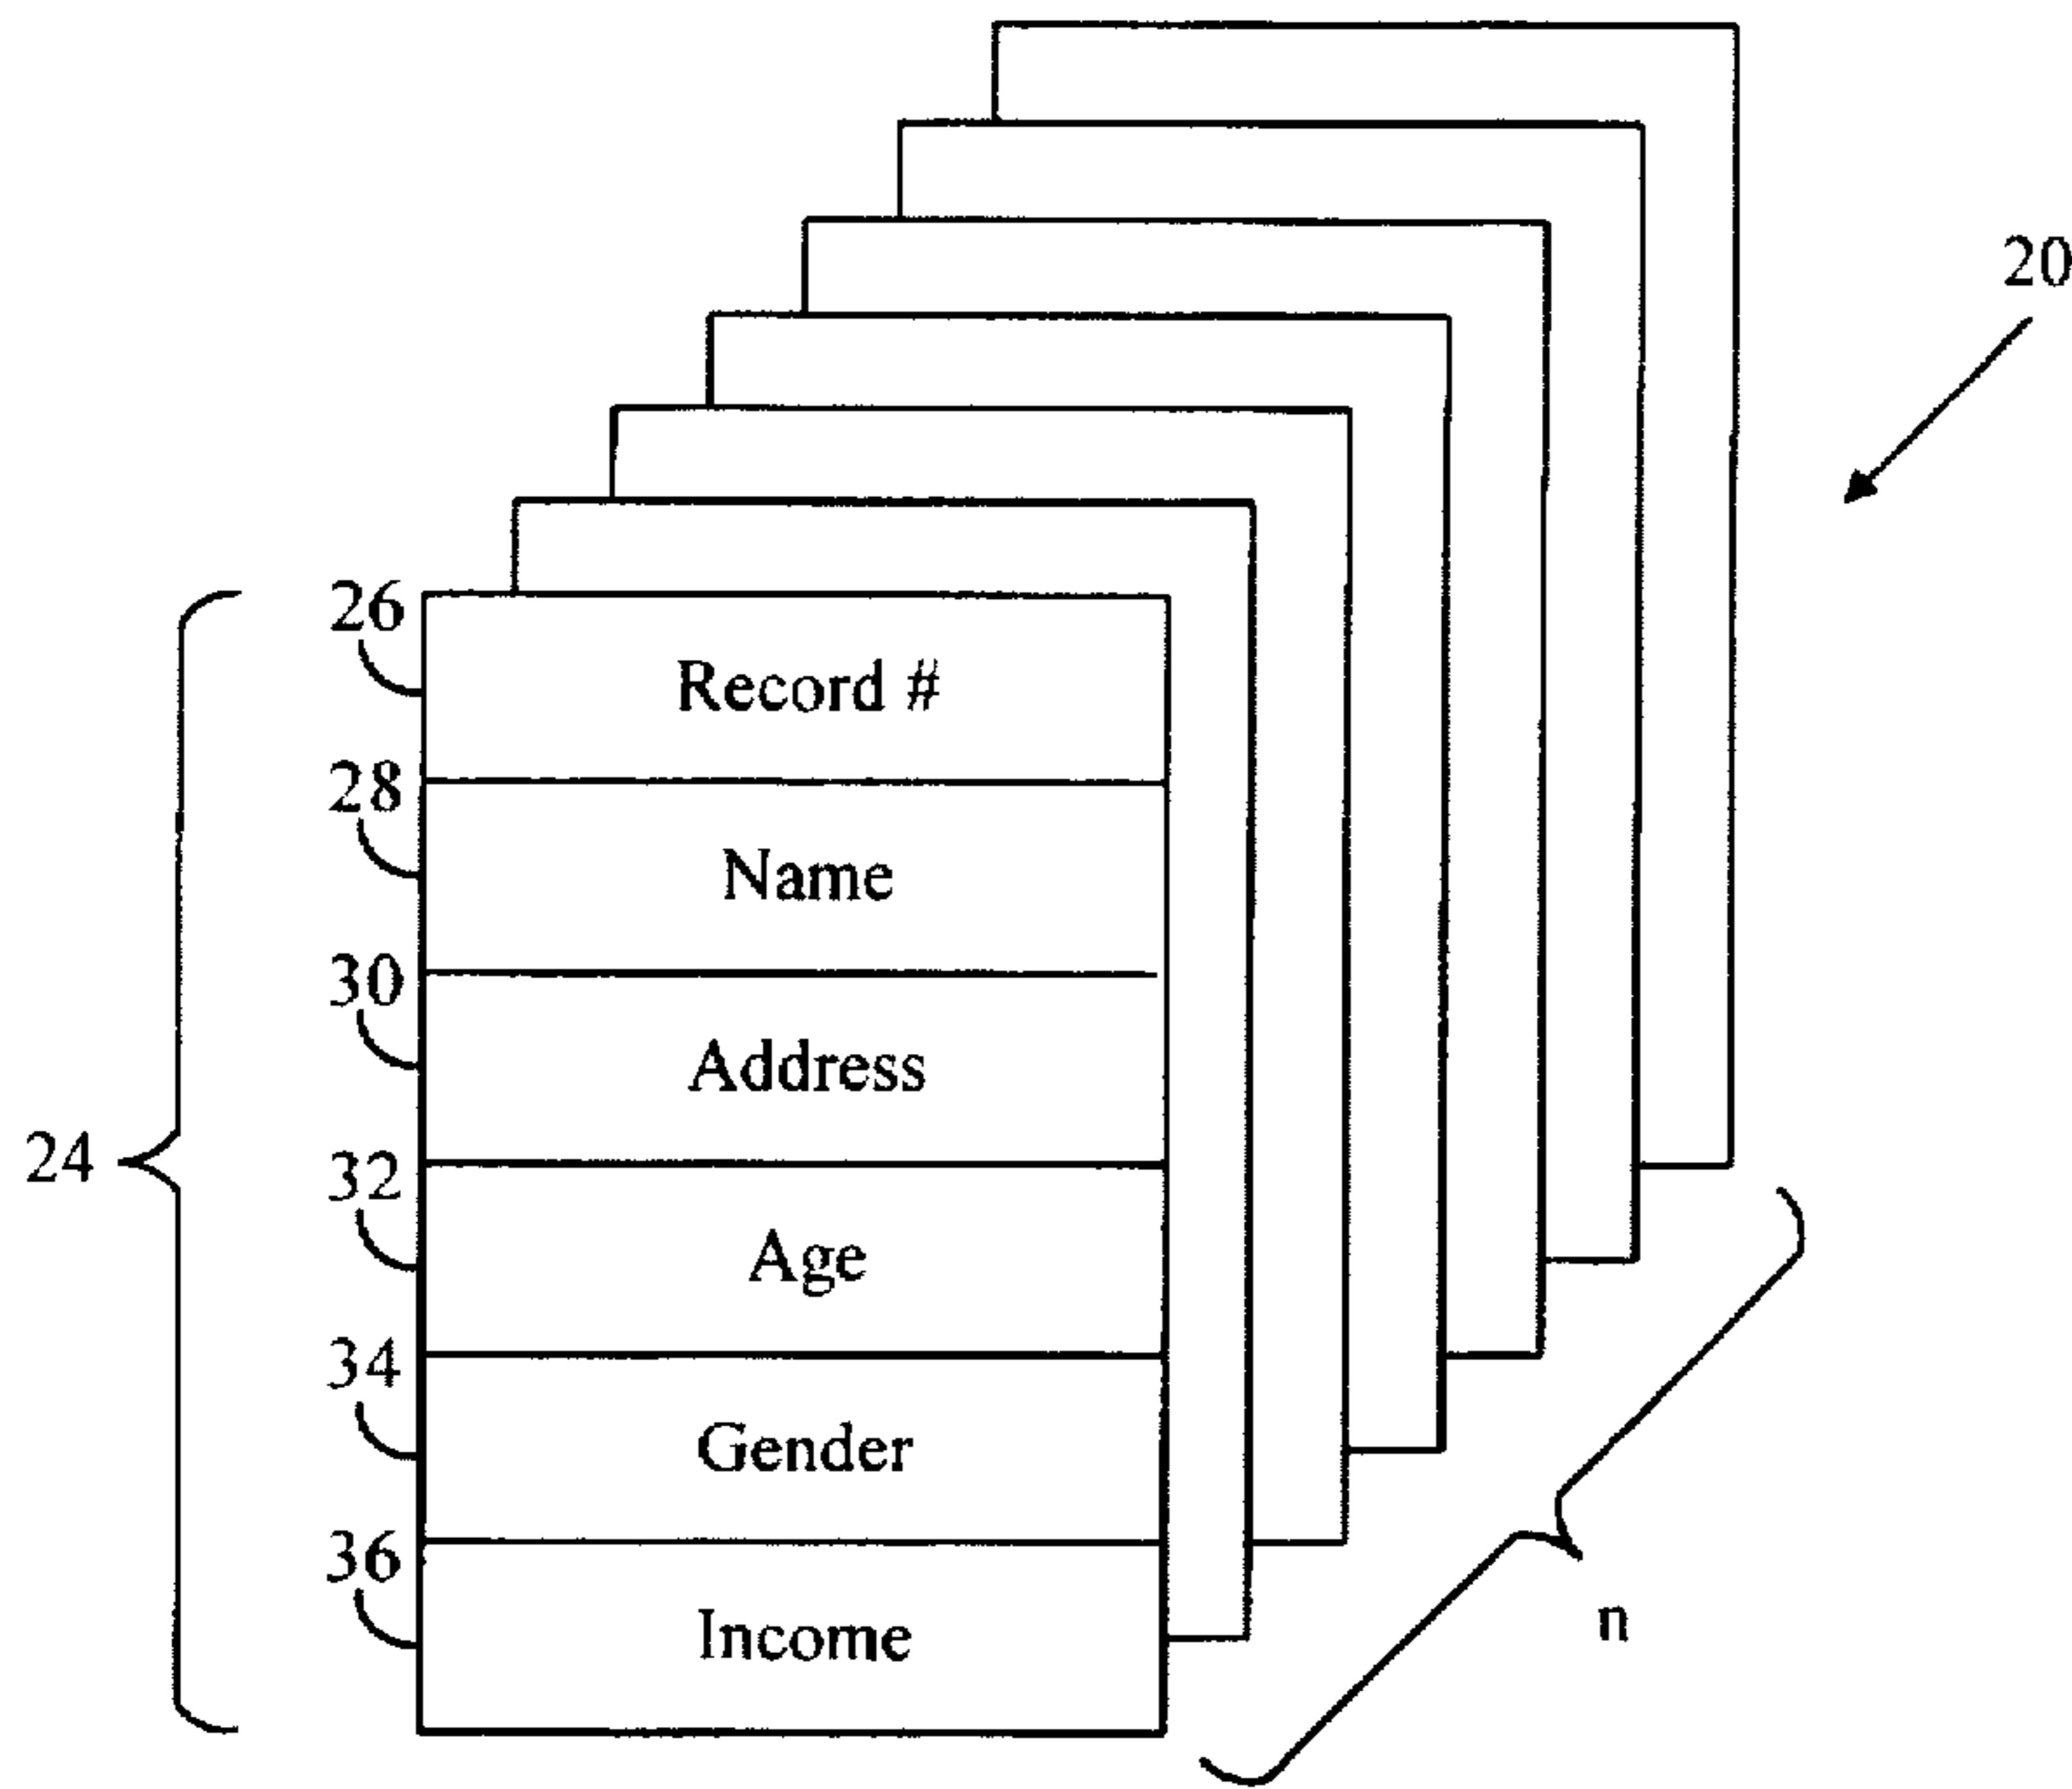 20
26
Record #
28
Name
30
Address
24
32
Age
34
Gender
36
Income
n